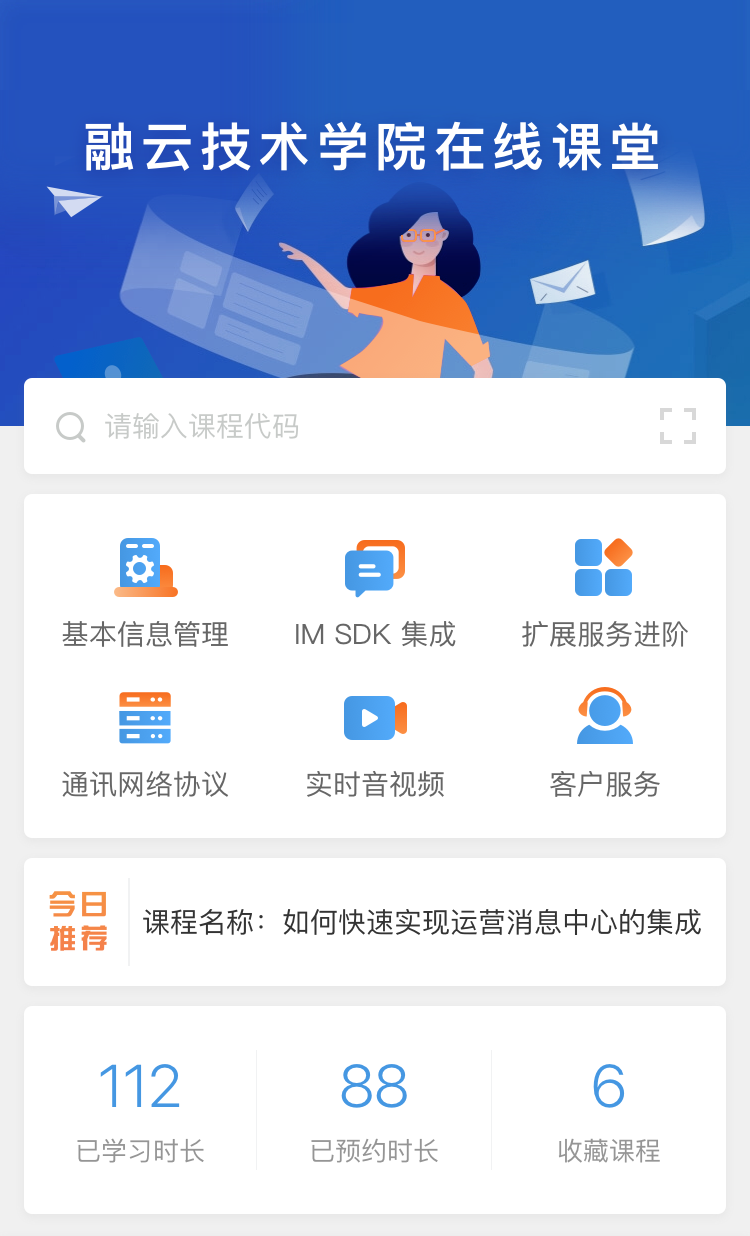 融云技术学院在线课堂
请输入课程代码
基本信息管理
IM SDK 集成
扩展服务进阶
通讯网络协议
实时音视频
客户服务
今日
推荐
课程名称：如何快速实现运营消息中心的集成
112
88
6
已学习时长
已预约时长
收藏课程